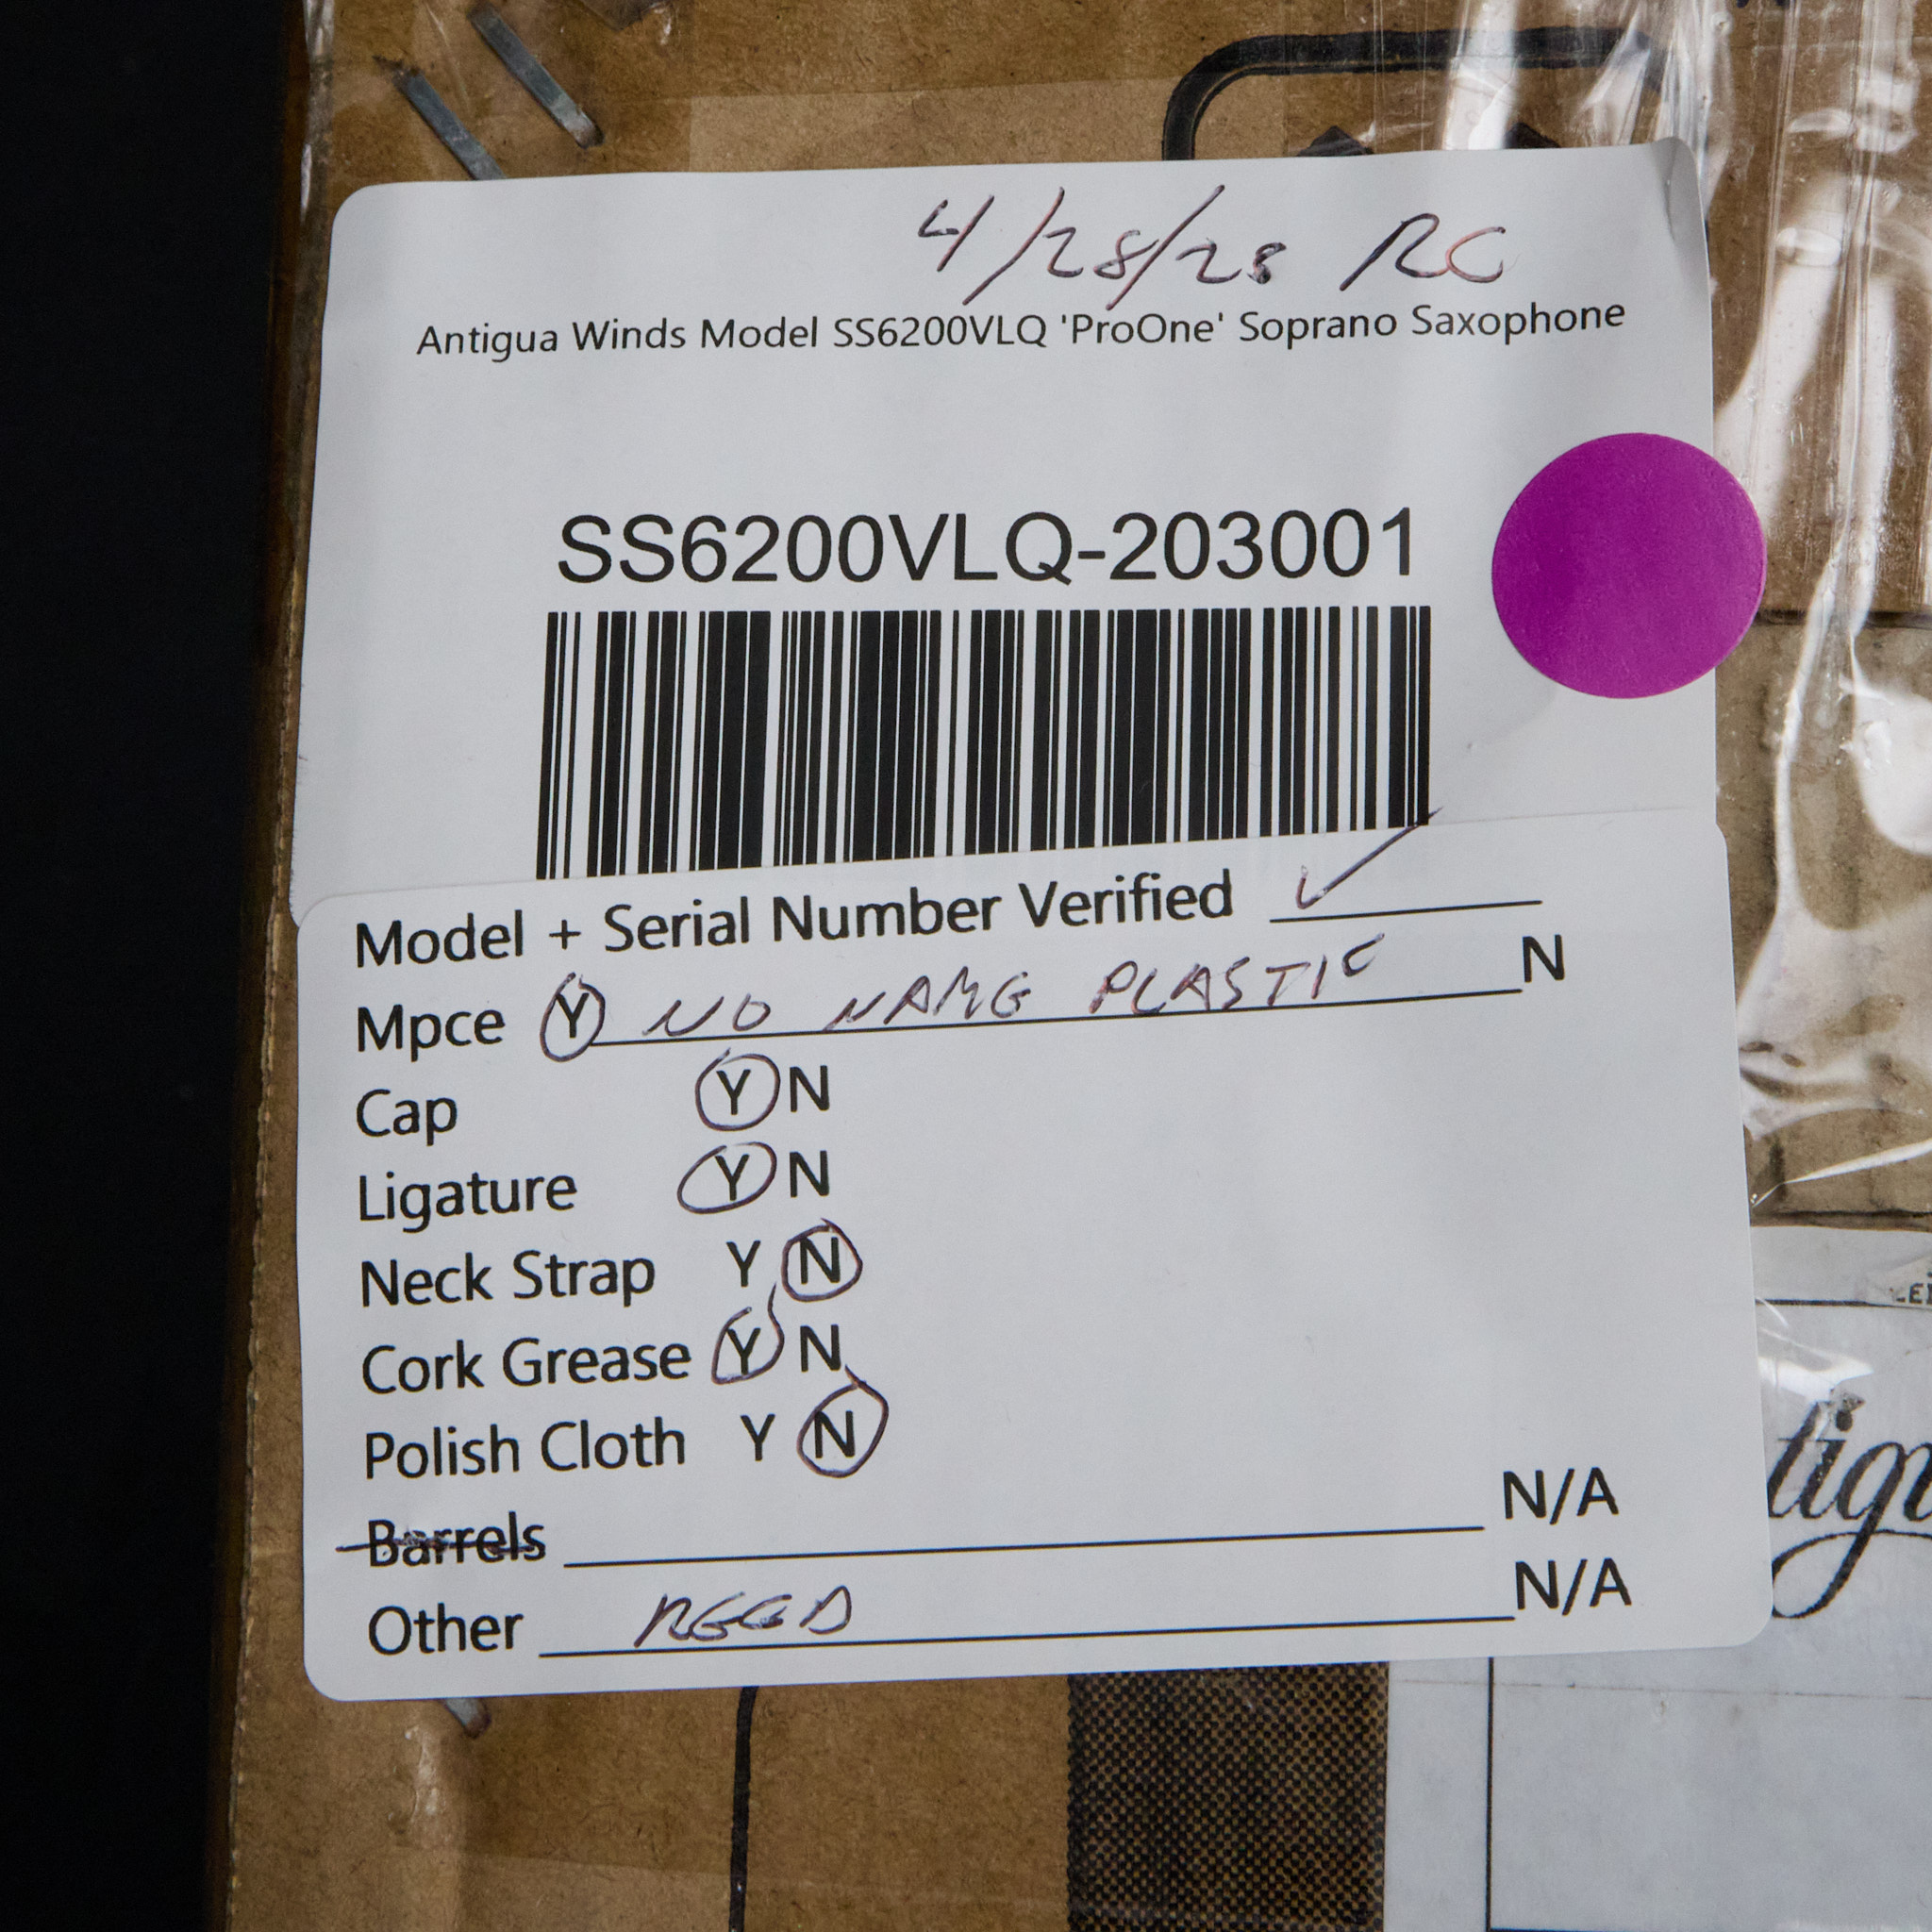 4/28/28 RC
Antigua Winds Model SS6200VLQ 'ProOne' Soprano Saxophone
SS6200VLQ-203001
Model + Serial Number Verified ✓
Mpce Y NO NAME PLASTIC N
Cap Y N
Ligature Y N
Neck Strap Y N
Cork Grease Y N
Polish Cloth Y N
Barrels N/A
Other REED N/A
tigu